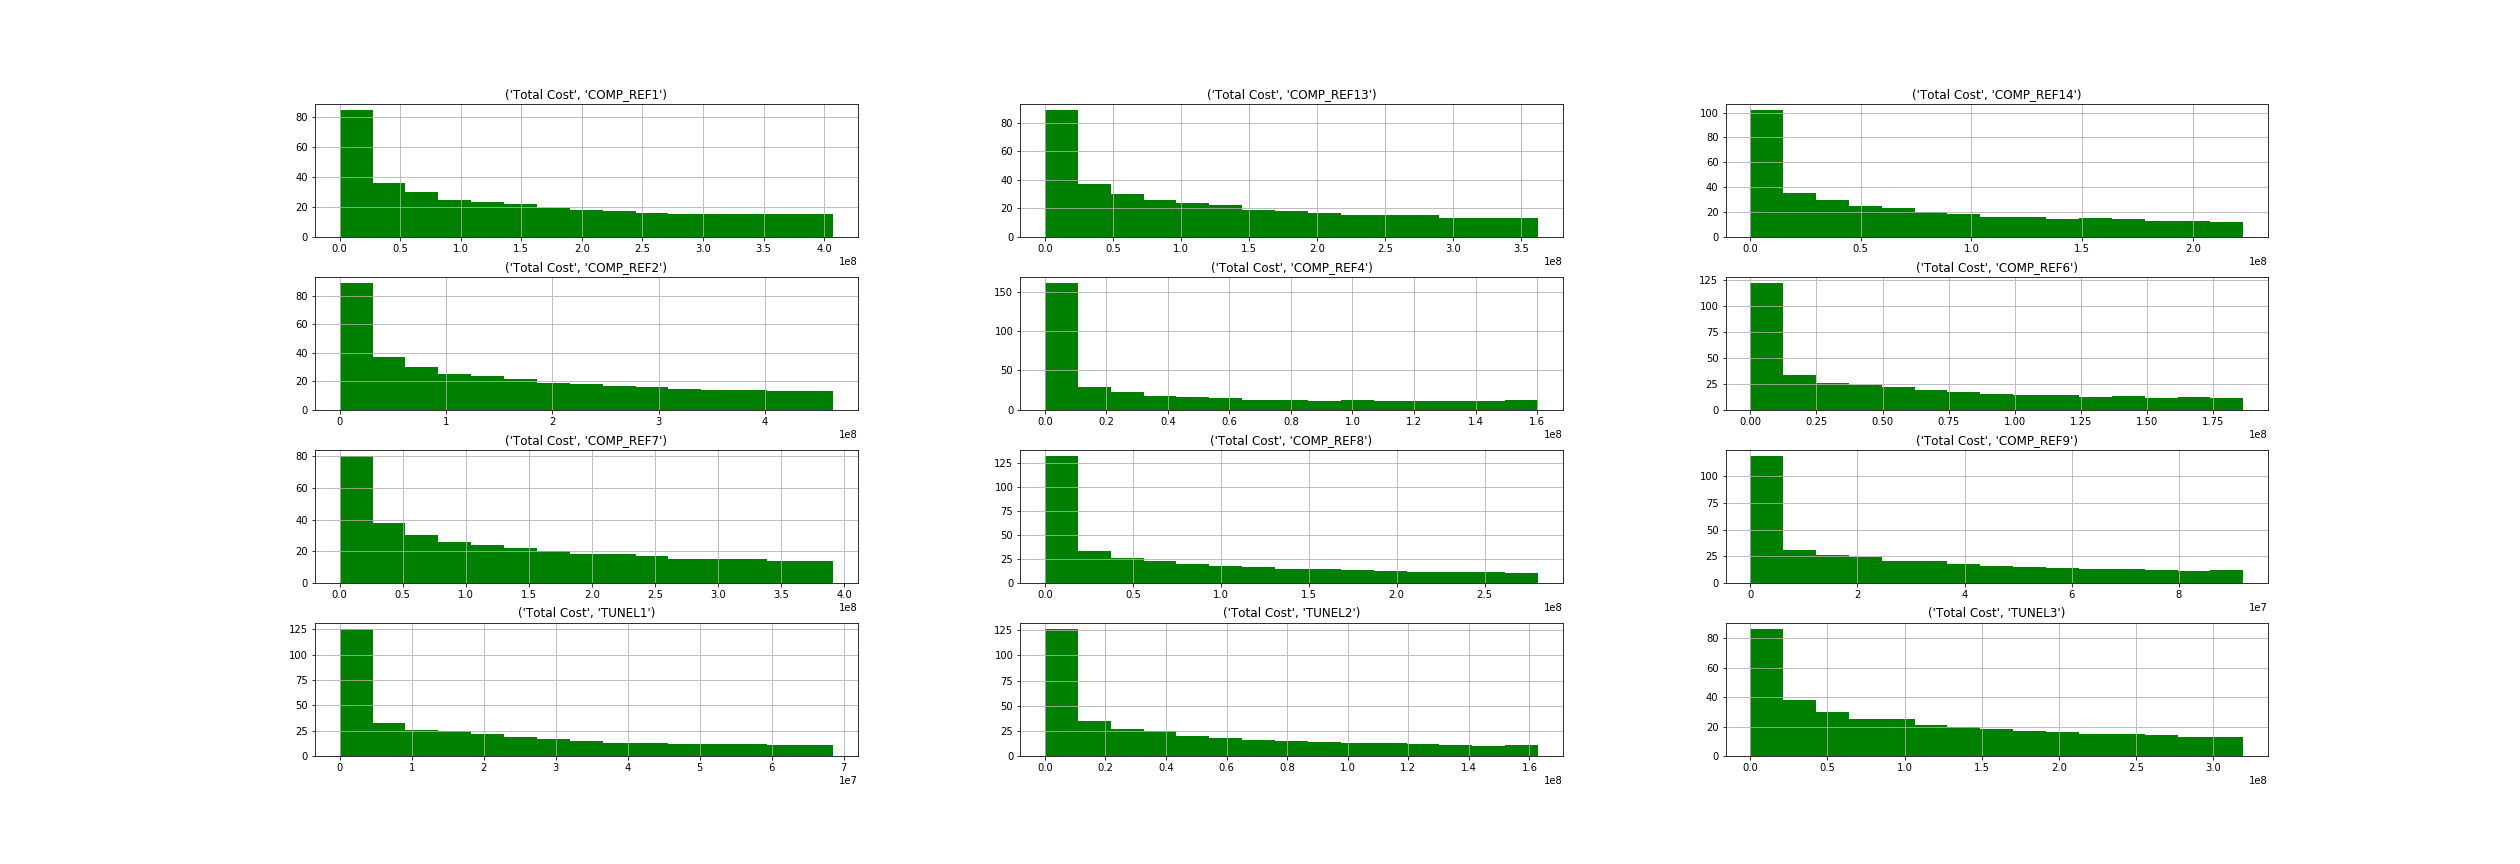 ('Total Cost', 'COMP_REF1')
80
60
40
20
0
0.0 0.5 1.0 1.5 2.0 2.5 3.0 3.5 4.0
1e8
('Total Cost', 'COMP_REF13')
80
60
40
20
0
0.0 0.5 1.0 1.5 2.0 2.5 3.0 3.5
1e8
('Total Cost', 'COMP_REF14')
100
80
60
40
20
0
0.0 0.5 1.0 1.5 2.0
1e8
('Total Cost', 'COMP_REF2')
80
60
40
20
0
0 1 2 3 4
1e8
('Total Cost', 'COMP_REF4')
150
100
50
0
0.0 0.2 0.4 0.6 0.8 1.0 1.2 1.4 1.6
1e8
('Total Cost', 'COMP_REF6')
125
100
75
50
25
0
0.00 0.25 0.50 0.75 1.00 1.25 1.50 1.75
1e8
('Total Cost', 'COMP_REF7')
80
60
40
20
0
0.0 0.5 1.0 1.5 2.0 2.5 3.0 3.5 4.0
1e8
('Total Cost', 'COMP_REF8')
125
100
75
50
25
0
0.0 0.5 1.0 1.5 2.0 2.5
1e8
('Total Cost', 'COMP_REF9')
100
75
50
25
0
0 2 4 6 8
1e7
('Total Cost', 'TUNEL1')
125
100
75
50
25
0
0 1 2 3 4 5 6 7
1e7
('Total Cost', 'TUNEL2')
125
100
75
50
25
0
0.0 0.2 0.4 0.6 0.8 1.0 1.2 1.4 1.6
1e8
('Total Cost', 'TUNEL3')
80
60
40
20
0
0.0 0.5 1.0 1.5 2.0 2.5 3.0
1e8